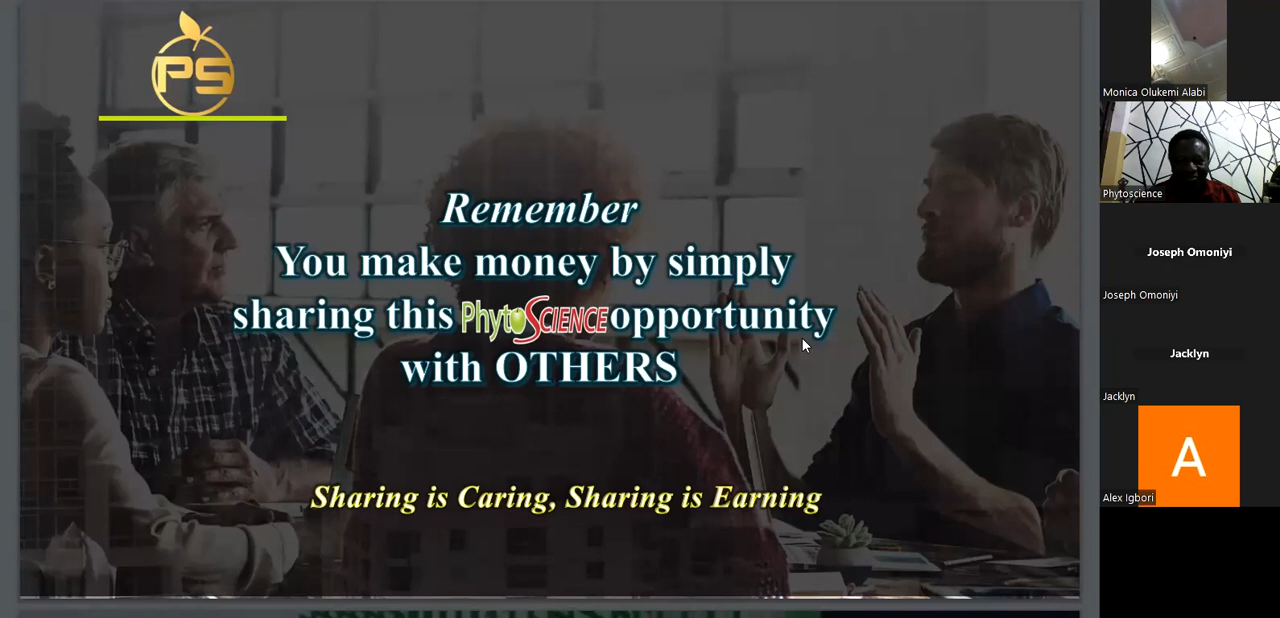 PS
Remember
You make money by simply
sharing this PhytoSCIENCE opportunity
with OTHERS
Sharing is Caring, Sharing is Earning
Monica Olukemi Alabi
Phytoscience
Joseph Omoniyi
Joseph Omoniyi
Jacklyn
Jacklyn
A
Alex Igbori